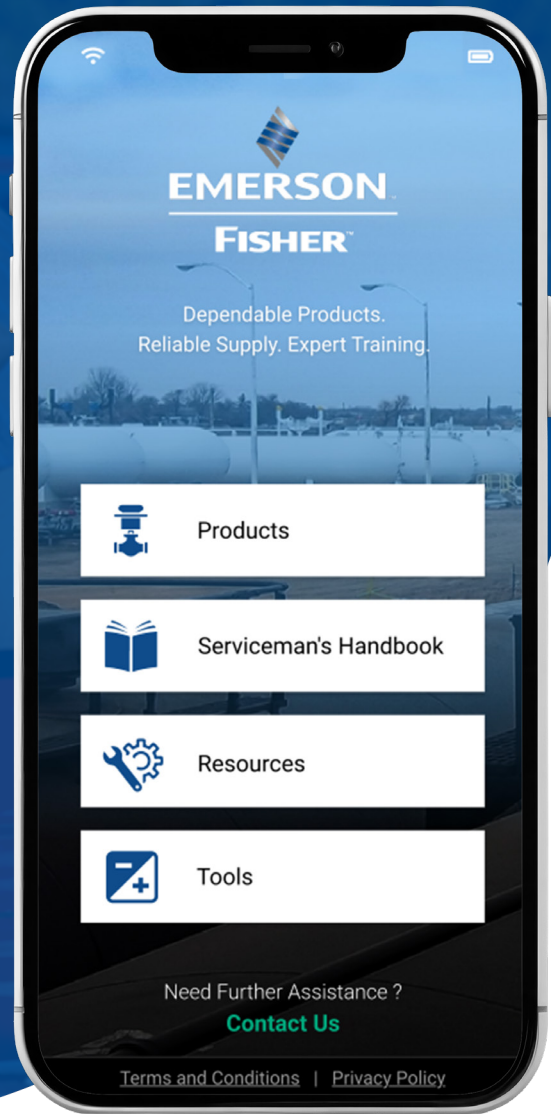 EMERSON
FISHER™
Dependable Products.
Reliable Supply. Expert Training.
Products
Serviceman's Handbook
Resources
Tools
Need Further Assistance ?
Contact Us
Terms and Conditions | Privacy Policy